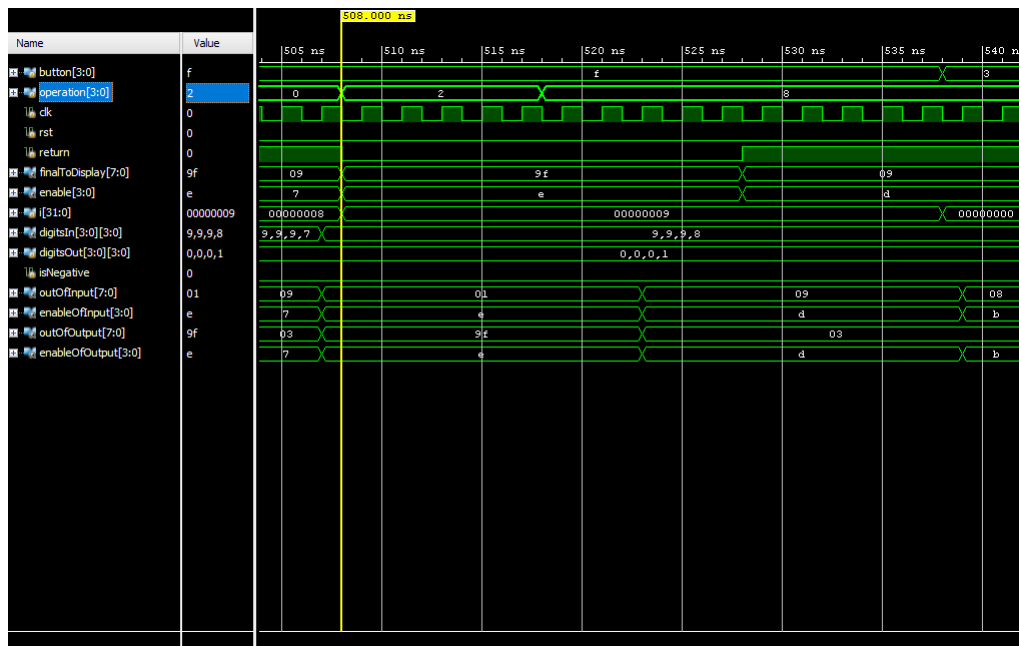 508.000 ns
Name Value 505 ns 510 ns 515 ns 520 ns 525 ns 530 ns 535 ns 540 n
button[3:0] f f 3
operation[3:0] 2 0 2 8
clk 0
rst 0
return 0
finalToDisplay[7:0] 9f 09 9f 09
enable[3:0] e 7 e d
i[31:0] 00000009 00000008 00000009 00000000
digitsIn[3:0][3:0] 9,9,9,8 9,9,9,7 9,9,9,8
digitsOut[3:0][3:0] 0,0,0,1 0,0,0,1
isNegative 0
outOfInput[7:0] 01 09 01 09 08
enableOfInput[3:0] e 7 e d b
outOfOutput[7:0] 9f 03 9f 03
enableOfOutput[3:0] e 7 e d b